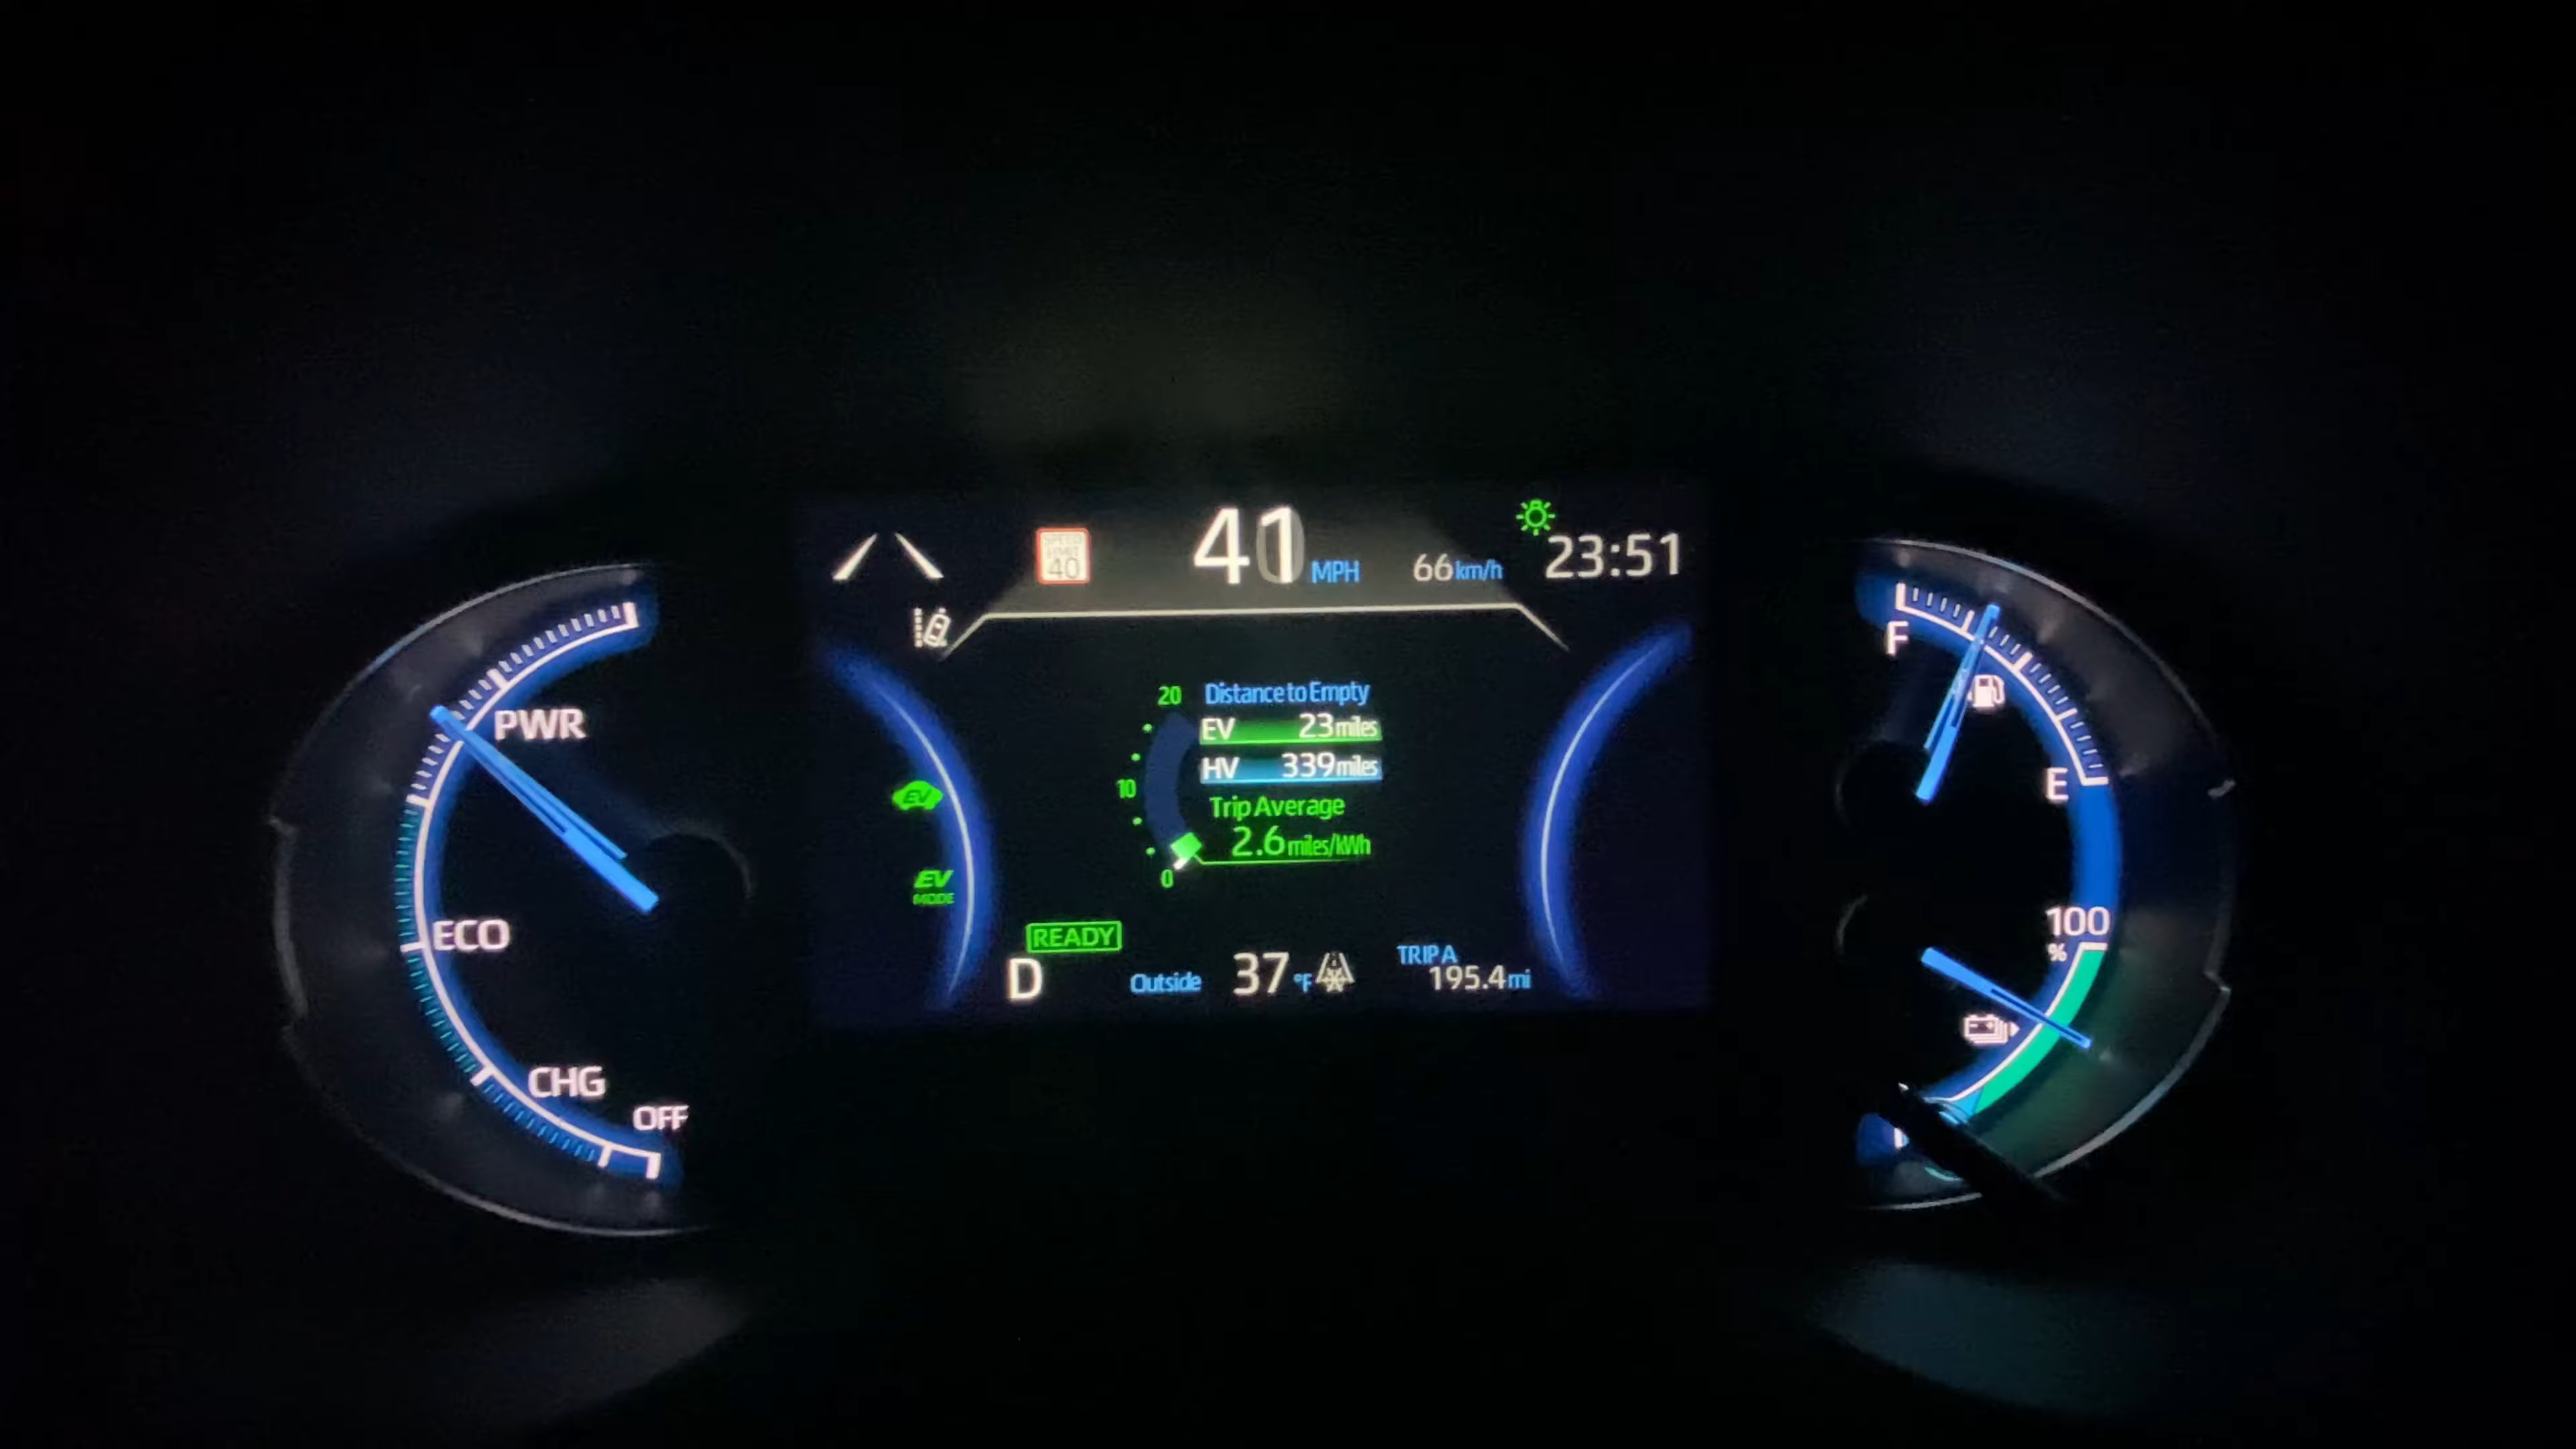 SPEED
LIMIT
40
41 MPH
66 km/h
23:51
PWR
ECO
CHG
OFF
20
10
0
Distance to Empty
EV 23 miles
HV 339 miles
Trip Average
2.6 miles/kWh
EV
EV
MODE
READY
D
Outside 37 °F
TRIP A
195.4 mi
F
E
100
%